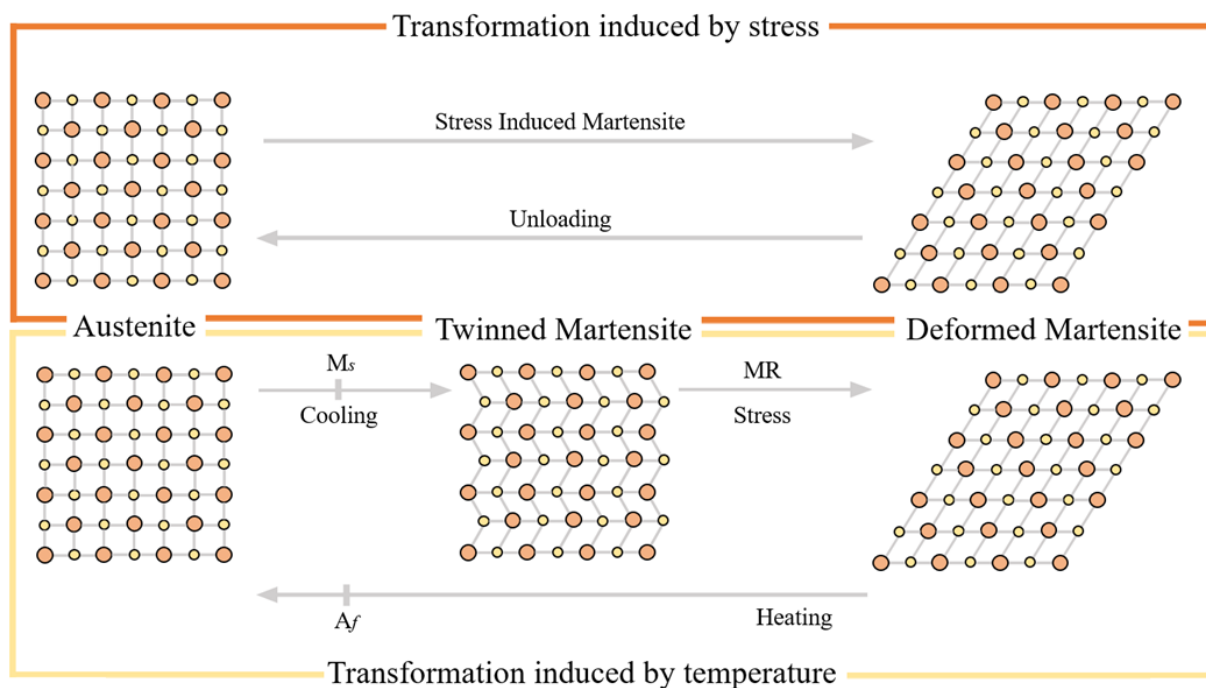 Transformation induced by stress
Stress Induced Martensite
Unloading
Austenite
Twinned Martensite
Deformed Martensite
Ms
Cooling
MR
Stress
Af
Heating
Transformation induced by temperature